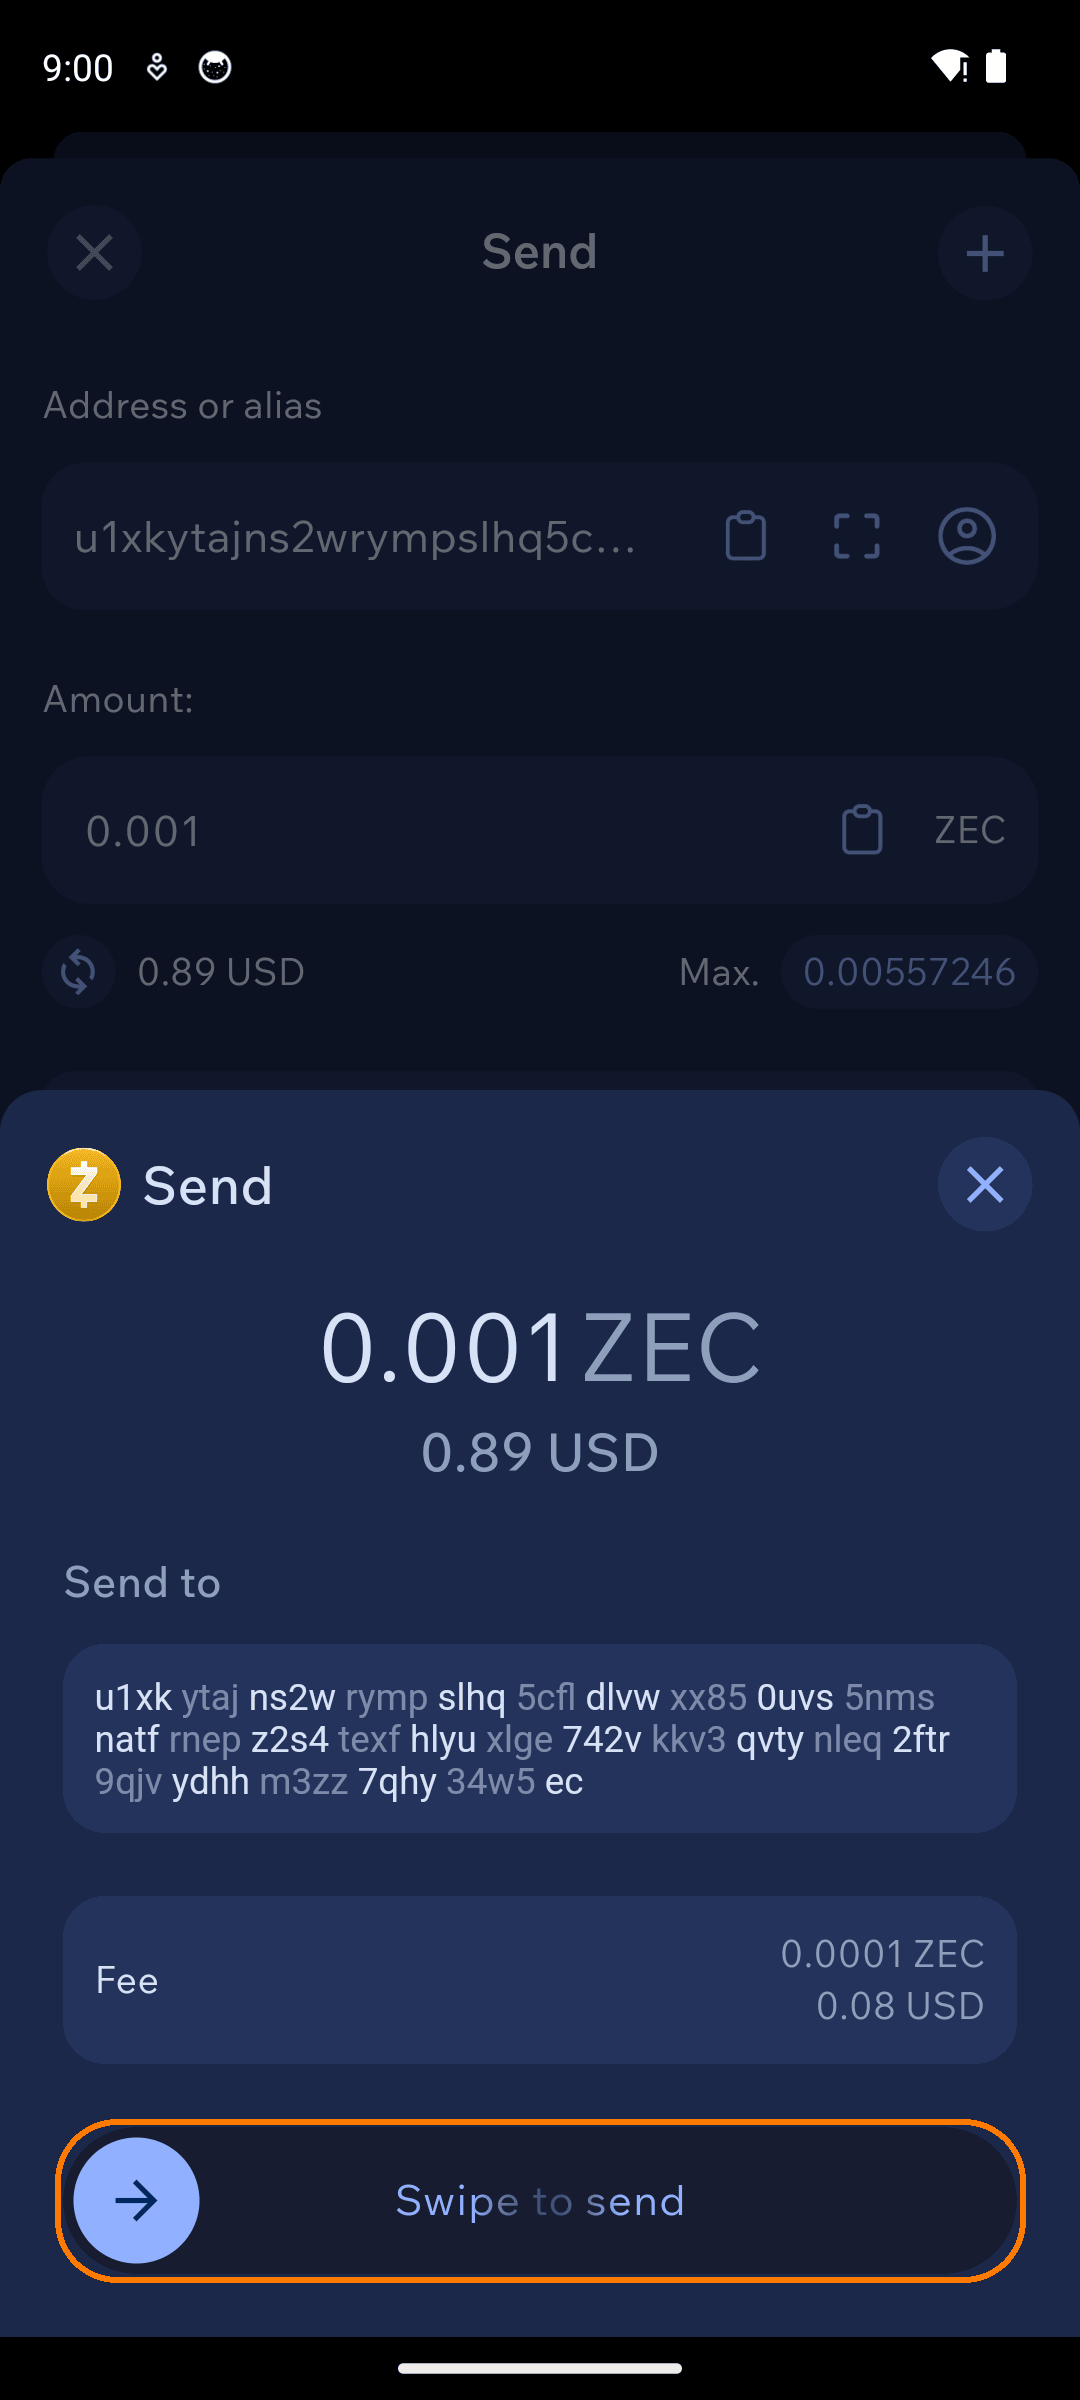 9:00
Send
Address or alias
u1xkytajns2wrympslhq5c...
Amount:
0.001 ZEC
0.89 USD Max. 0.00557246
Send
0.001 ZEC
0.89 USD
Send to
u1xk ytaj ns2w rymp slhq 5cfl dlvw xx85 0uvs 5nms
natf rnep z2s4 texf hlyu xlge 742v kkv3 qvty nleq 2ftr
9qjv ydhh m3zz 7qhy 34w5 ec
Fee
0.0001 ZEC
0.08 USD
Swipe to send